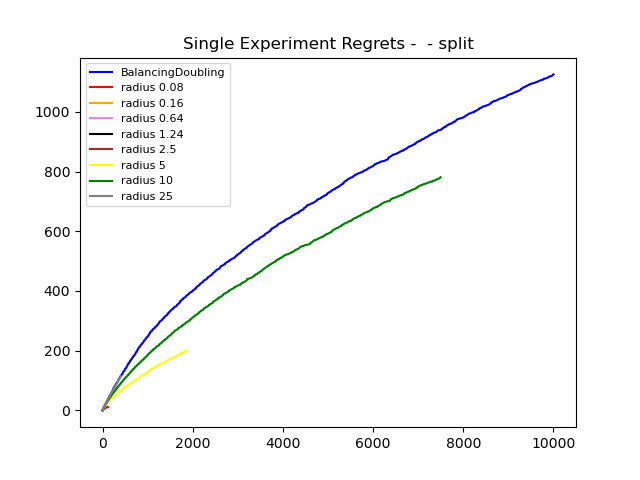 Single Experiment Regrets -  - split
BalancingDoubling
radius 0.08
radius 0.16
radius 0.64
radius 1.24
radius 2.5
radius 5
radius 10
radius 25
1000
800
600
400
200
0
0 2000 4000 6000 8000 10000